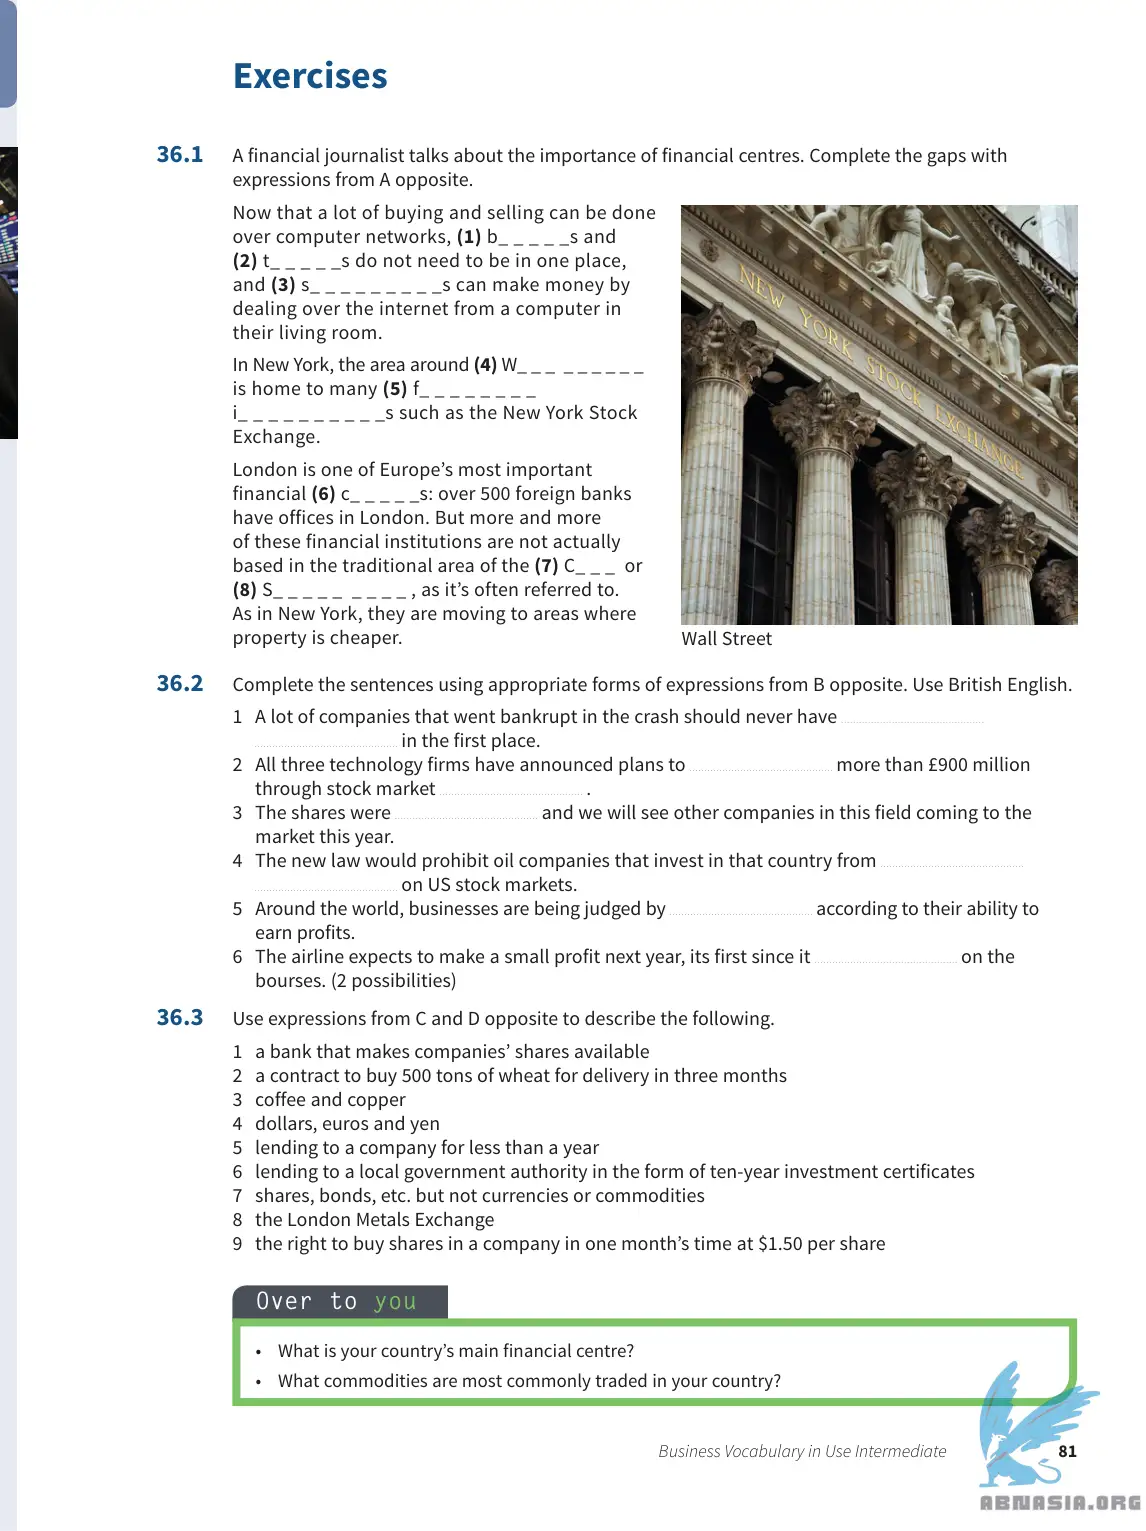 Exercises
36.1 A financial journalist talks about the importance of financial centres. Complete the gaps with
expressions from A opposite.
Now that a lot of buying and selling can be done
over computer networks, (1) b_ _ _ _ _s and
(2) t_ _ _ _ _s do not need to be in one place,
and (3) s_ _ _ _ _ _ _ _ _s can make money by
dealing over the internet from a computer in
their living room.
In New York, the area around (4) W_ _ _ _ _ _ _ _ _
is home to many (5) f_ _ _ _ _ _ _ _
i_ _ _ _ _ _ _ _ _ _s such as the New York Stock
Exchange.
London is one of Europe's most important
financial (6) c_ _ _ _ _s: over 500 foreign banks
have offices in London. But more and more
of these financial institutions are not actually
based in the traditional area of the (7) C_ _ _ or
(8) S_ _ _ _ _ _ _ _ _ , as it's often referred to.
As in New York, they are moving to areas where
property is cheaper.
NEW YORK STOCK EXCHANGE
Wall Street
36.2 Complete the sentences using appropriate forms of expressions from B opposite. Use British English.
1 A lot of companies that went bankrupt in the crash should never have ........................
........................ in the first place.
2 All three technology firms have announced plans to ........................ more than £900 million
through stock market ........................ .
3 The shares were ........................ and we will see other companies in this field coming to the
market this year.
4 The new law would prohibit oil companies that invest in that country from ........................
........................ on US stock markets.
5 Around the world, businesses are being judged by ........................ according to their ability to
earn profits.
6 The airline expects to make a small profit next year, its first since it ........................ on the
bourses. (2 possibilities)
36.3 Use expressions from C and D opposite to describe the following.
1 a bank that makes companies' shares available
2 a contract to buy 500 tons of wheat for delivery in three months
3 coffee and copper
4 dollars, euros and yen
5 lending to a company for less than a year
6 lending to a local government authority in the form of ten-year investment certificates
7 shares, bonds, etc. but not currencies or commodities
8 the London Metals Exchange
9 the right to buy shares in a company in one month's time at $1.50 per share
Over to you
• What is your country's main financial centre?
• What commodities are most commonly traded in your country?
Business Vocabulary in Use Intermediate 81
ABNASIA.ORG